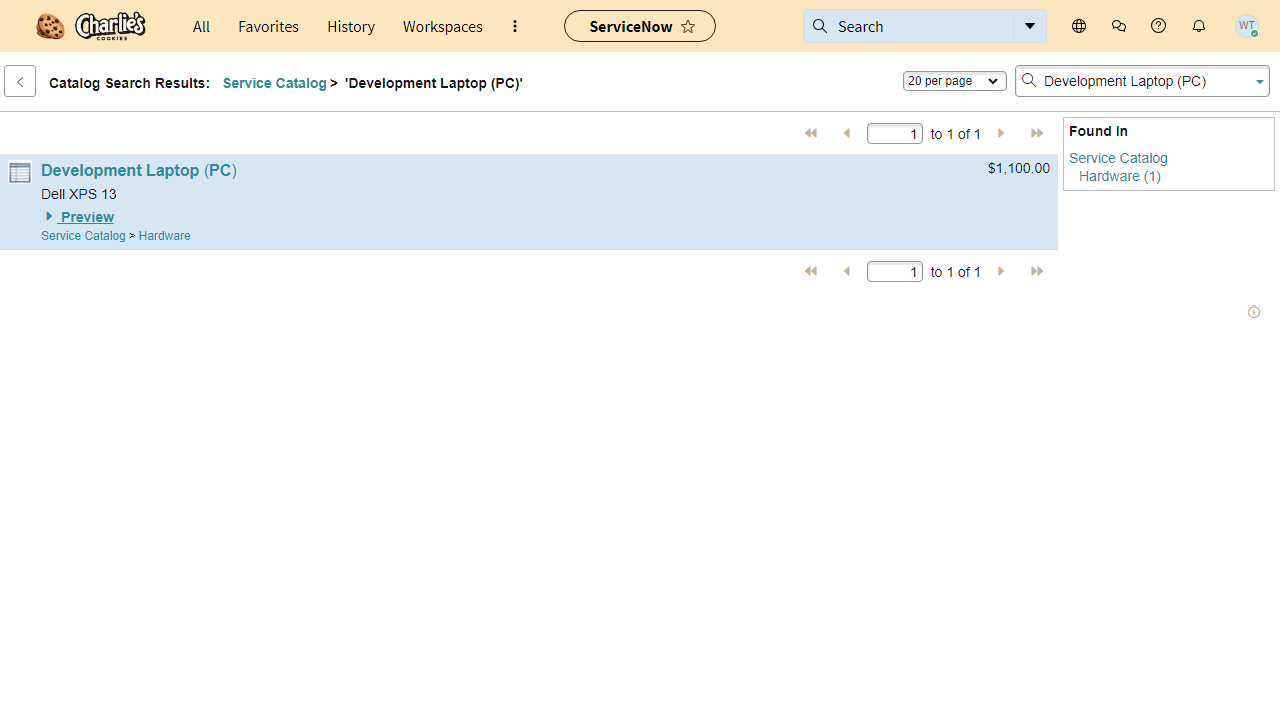 Charlie's COOKIES All Favorites History Workspaces ServiceNow Search WT
Catalog Search Results: Service Catalog > 'Development Laptop (PC)' 20 per page Development Laptop (PC)
1 to 1 of 1
Found In
Service Catalog
Hardware (1)
Development Laptop (PC) $1,100.00
Dell XPS 13
Preview
Service Catalog > Hardware
1 to 1 of 1